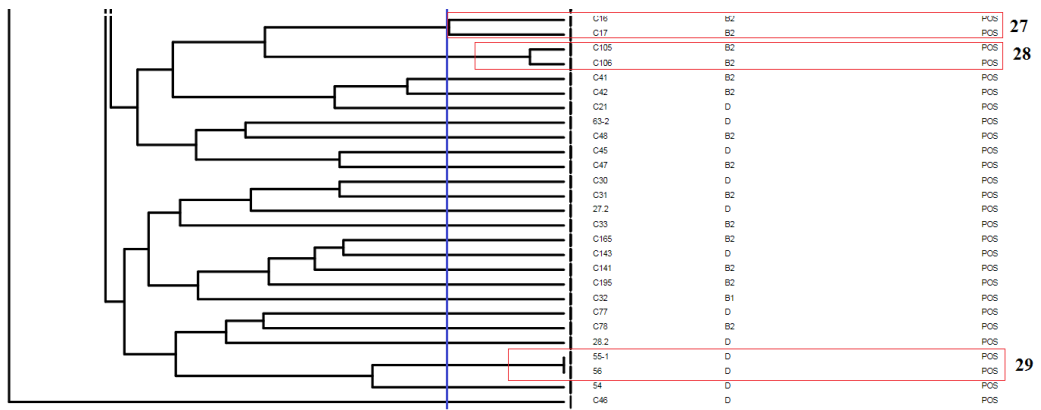 C16 B2 POS 27
C17 B2 POS
C105 B2 POS 28
C106 B2 POS
C41 B2 POS
C42 B2 POS
C21 D POS
63-2 D POS
C48 B2 POS
C45 D POS
C47 B2 POS
C30 D POS
C31 B2 POS
27.2 D POS
C33 B2 POS
C165 B2 POS
C143 D POS
C141 B2 POS
C195 B2 POS
C32 B1 POS
C77 D POS
C78 B2 POS
28.2 D POS
55-1 D POS 29
56 D POS
54 D POS
C46 D POS